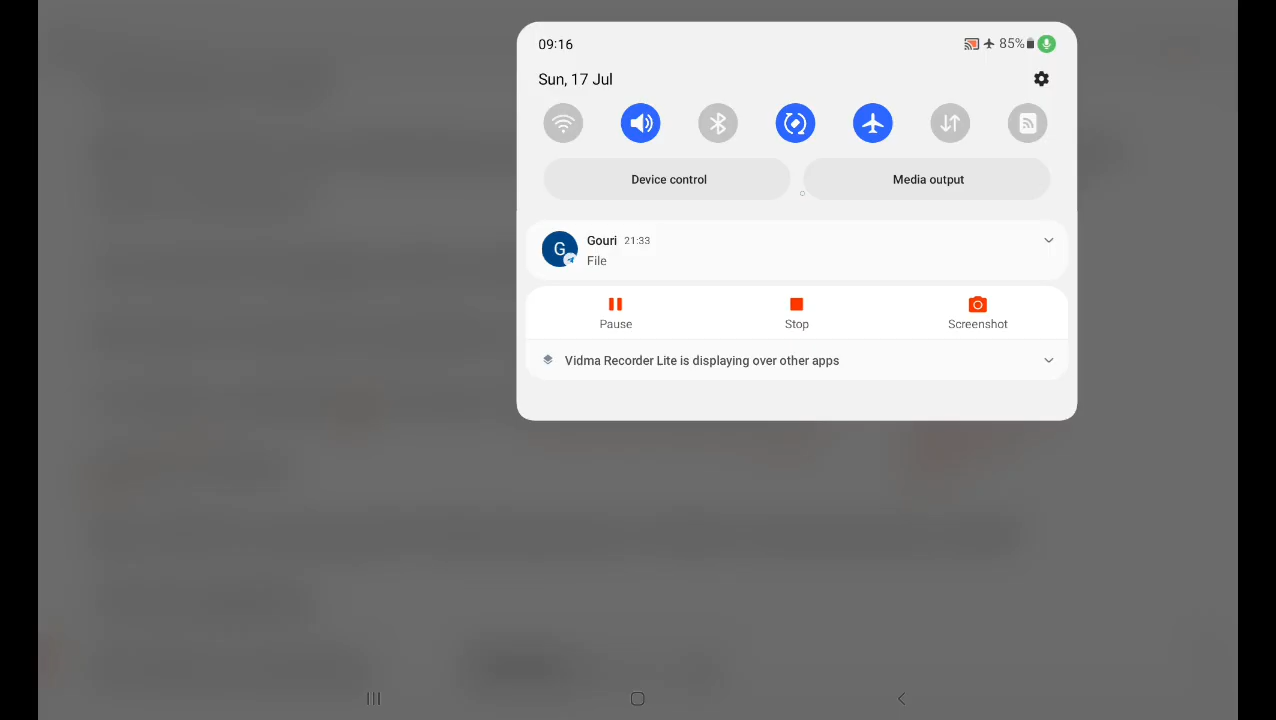 09:16
85%
Sun, 17 Jul
Device control
Media output
G
Gouri 21:33
File
Pause
Stop
Screenshot
Vidma Recorder Lite is displaying over other apps